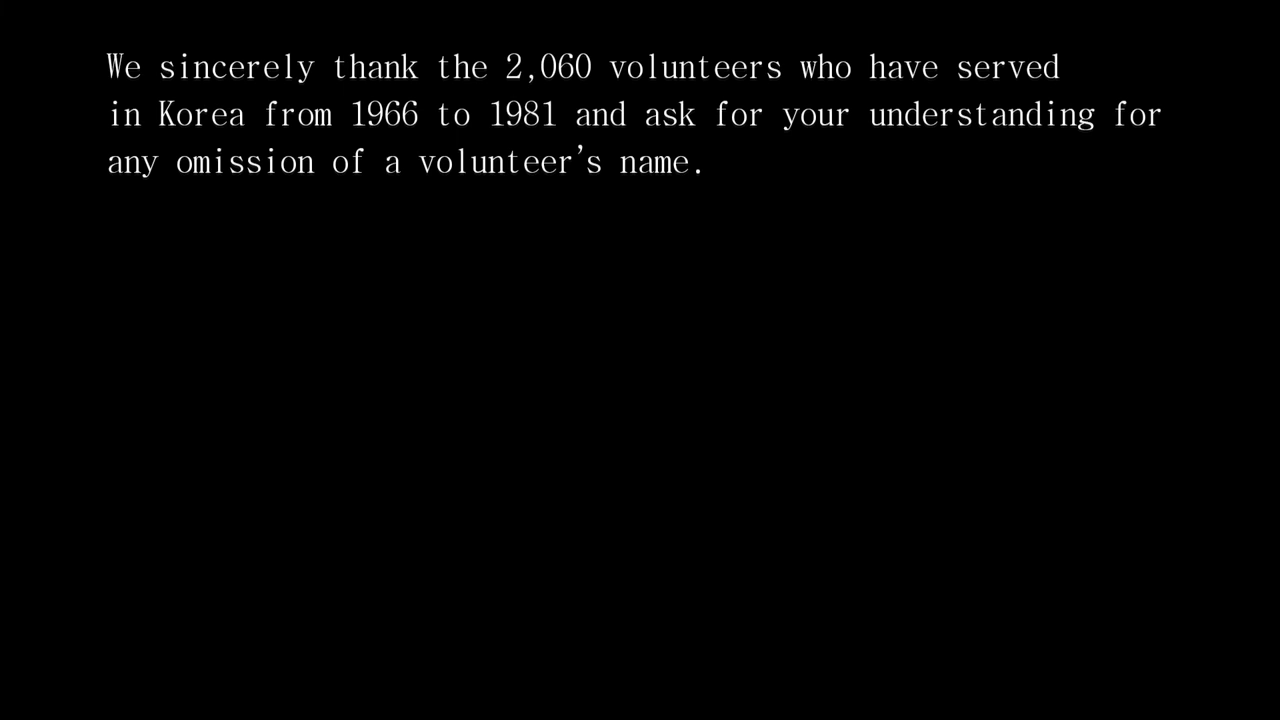 We sincerely thank the 2,060 volunteers who have served
in Korea from 1966 to 1981 and ask for your understanding for
any omission of a volunteer's name.